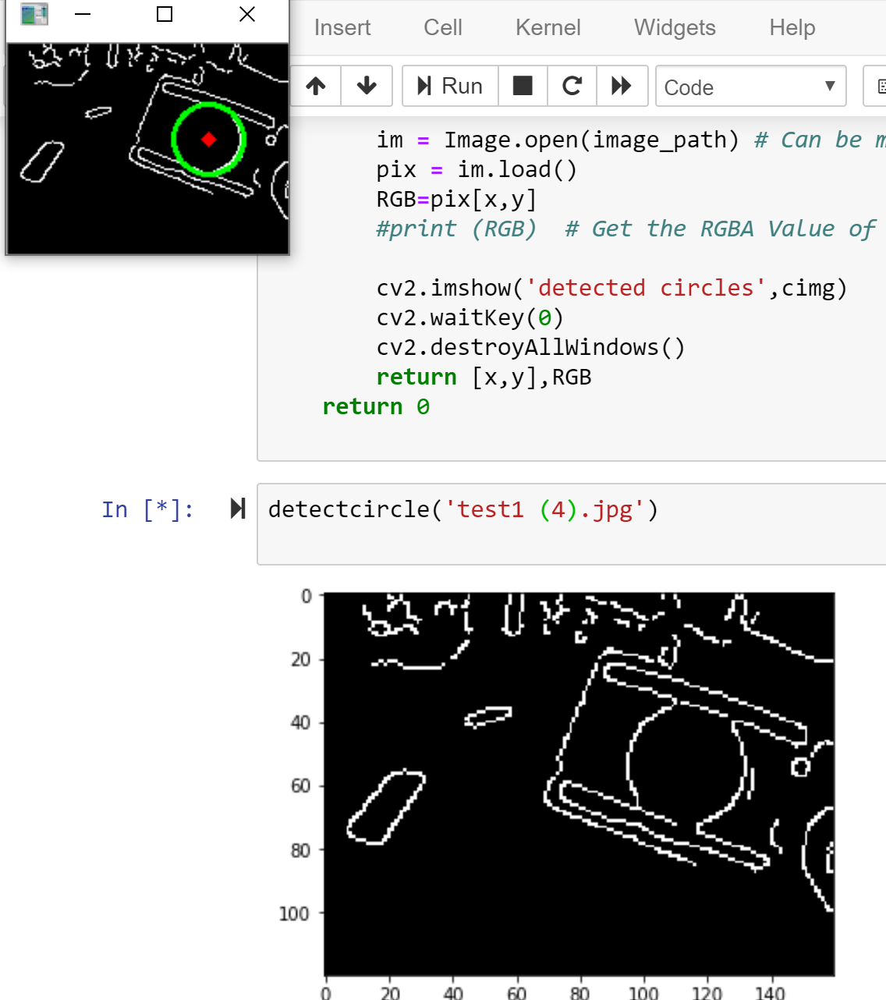 Insert Cell Kernel Widgets Help
Run Code
im = Image.open(image_path) # Can be
pix = im.load()
RGB=pix[x,y]
#print (RGB)  # Get the RGBA Value of
cv2.imshow('detected circles',cimg)
cv2.waitKey(0)
cv2.destroyAllWindows()
return [x,y],RGB
return 0
In [*]: detectcircle('test1 (4).jpg')
0
20
40
60
80
100
0 20 40 60 80 100 120 140